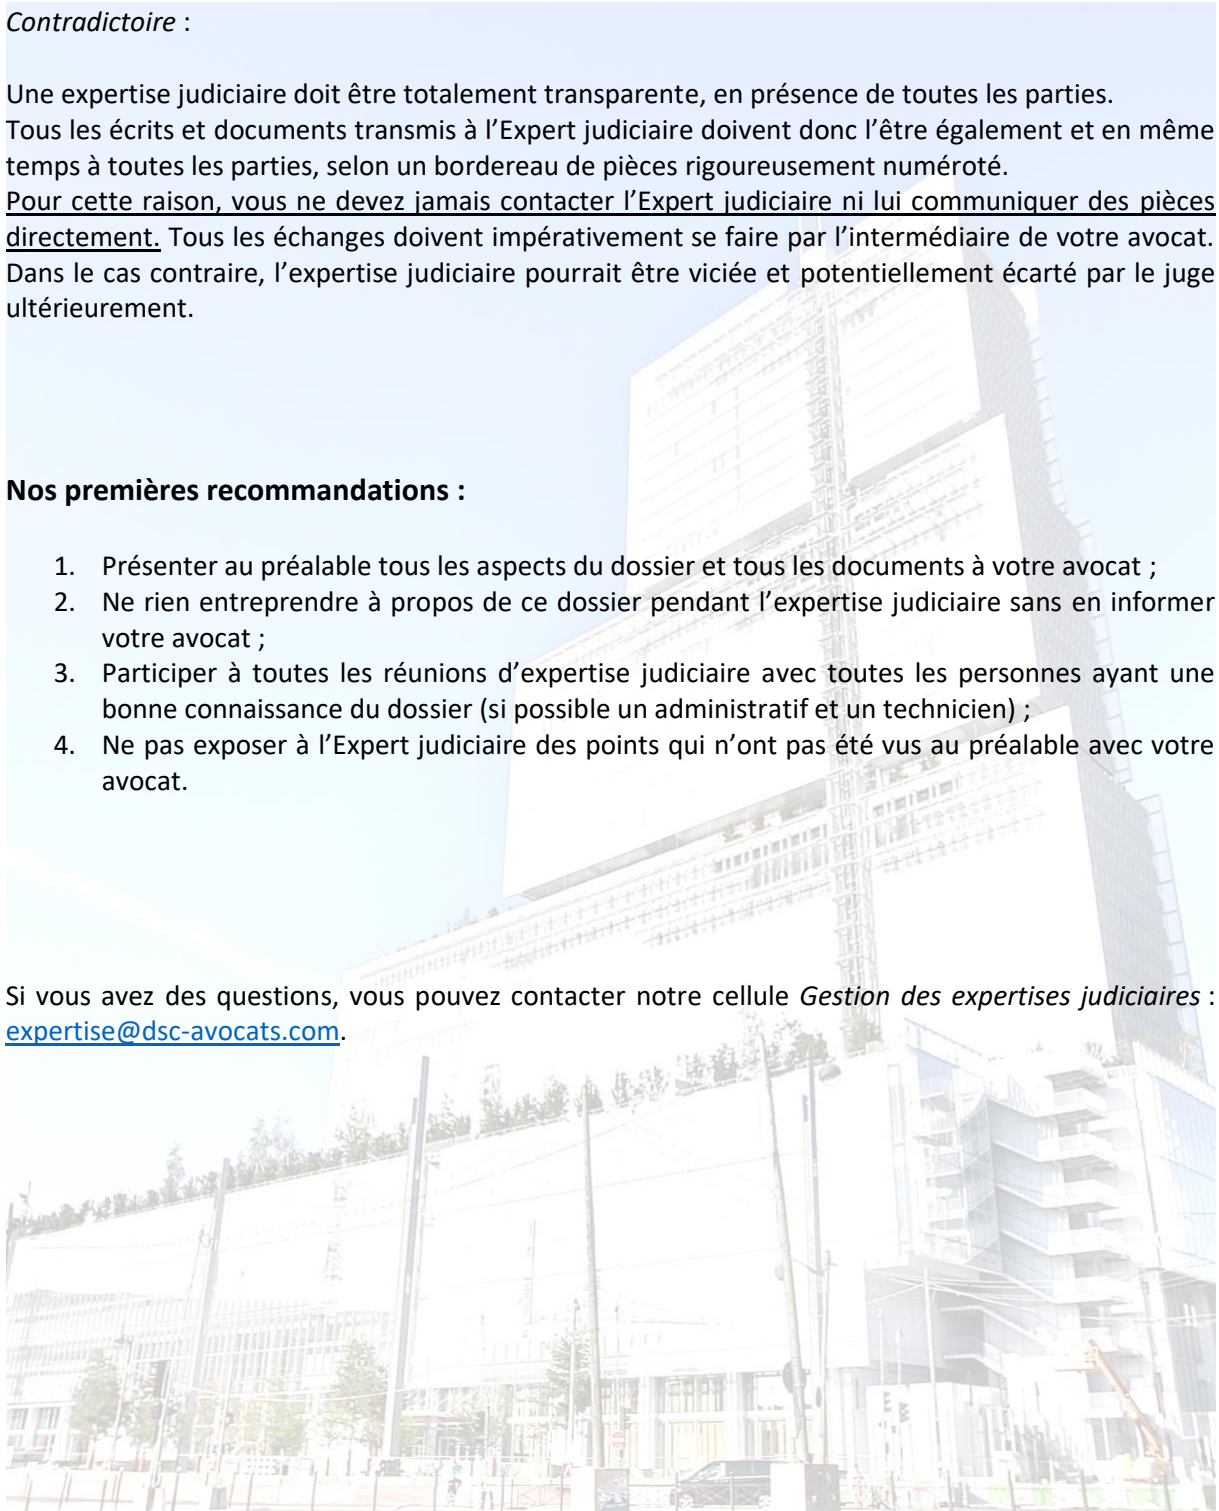 Contradictoire :
Une expertise judiciaire doit être totalement transparente, en présence de toutes les parties.
Tous les écrits et documents transmis à l’Expert judiciaire doivent donc l’être également et en même
temps à toutes les parties, selon un bordereau de pièces rigoureusement numéroté.
Pour cette raison, vous ne devez jamais contacter l’Expert judiciaire ni lui communiquer des pièces
directement. Tous les échanges doivent impérativement se faire par l’intermédiaire de votre avocat.
Dans le cas contraire, l’expertise judiciaire pourrait être viciée et potentiellement écarté par le juge
ultérieurement.
Nos premières recommandations :
1. Présenter au préalable tous les aspects du dossier et tous les documents à votre avocat ;
2. Ne rien entreprendre à propos de ce dossier pendant l’expertise judiciaire sans en informer
votre avocat ;
3. Participer à toutes les réunions d’expertise judiciaire avec toutes les personnes ayant une
bonne connaissance du dossier (si possible un administratif et un technicien) ;
4. Ne pas exposer à l’Expert judiciaire des points qui n’ont pas été vus au préalable avec votre
avocat.
Si vous avez des questions, vous pouvez contacter notre cellule Gestion des expertises judiciaires :
expertise@dsc-avocats.com.